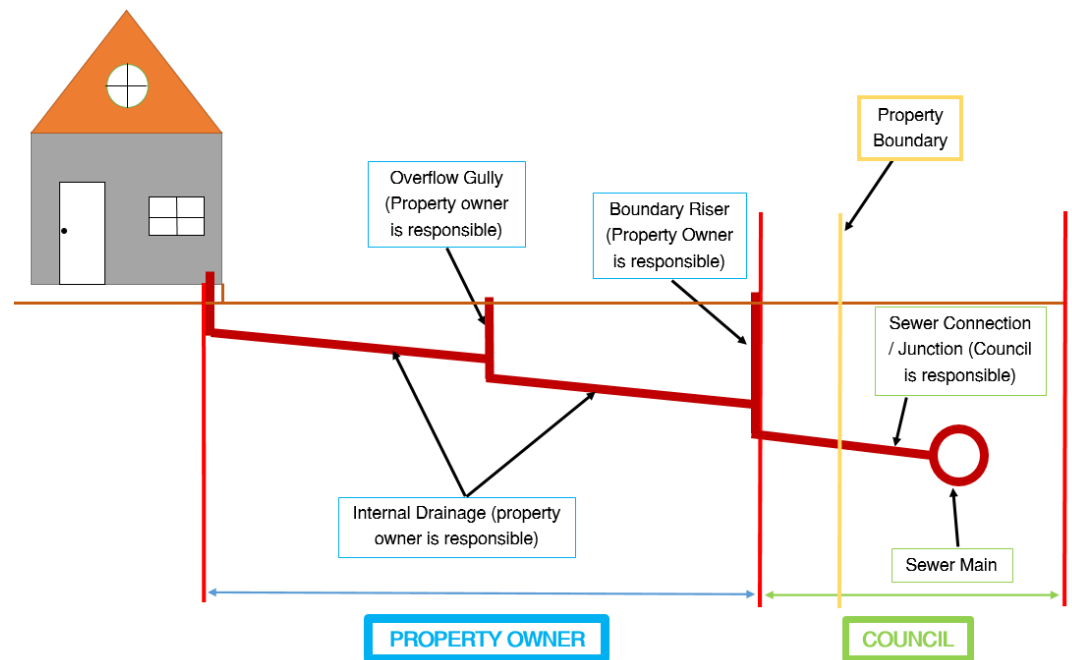 Property
Boundary
Overflow Gully
(Property owner
is responsible)
Boundary Riser
(Property Owner
is responsible)
Sewer Connection
/ Junction (Council
is responsible)
Internal Drainage (property
owner is responsible)
Sewer Main
PROPERTY OWNER
COUNCIL